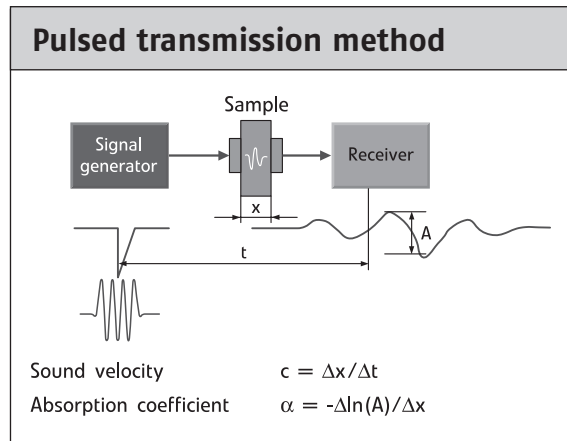 Pulsed transmission method
Sample
Signal
generator
Receiver
x
A
t
Sound velocity c = Δx/Δt
Absorption coefficient α = -Δln(A)/Δx